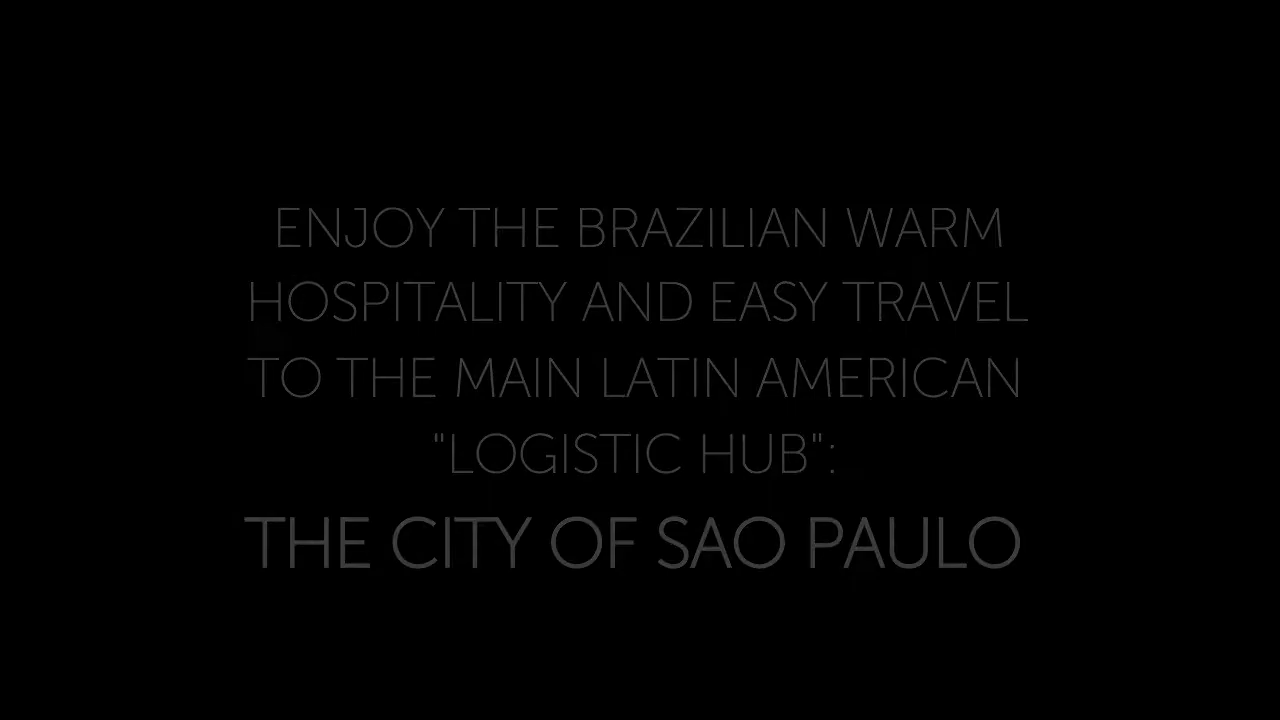 ENJOY THE BRAZILIAN WARM
HOSPITALITY AND EASY TRAVEL
TO THE MAIN LATIN AMERICAN
"LOGISTIC HUB":
THE CITY OF SAO PAULO